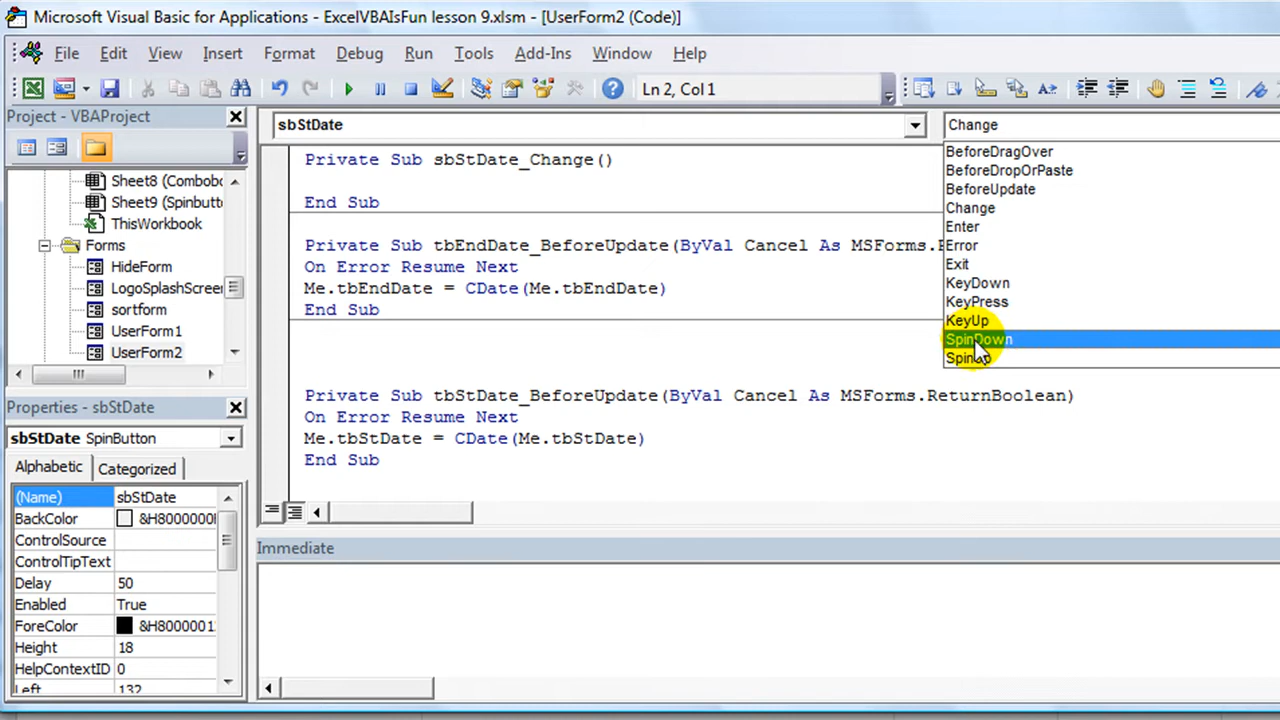 Microsoft Visual Basic for Applications - ExcelVBAIsFun lesson 9.xlsm - [UserForm2 (Code)]
File Edit View Insert Format Debug Run Tools Add-Ins Window Help
Ln 2, Col 1
Project - VBAProject
Sheet8 (Combob
Sheet9 (Spinbutt
ThisWorkbook
Forms
HideForm
LogoSplashScreen
sortform
UserForm1
UserForm2
Properties - sbStDate
sbStDate SpinButton
Alphabetic Categorized
(Name) sbStDate
BackColor &H8000000
ControlSource
ControlTipText
Delay 50
Enabled True
ForeColor &H8000001
Height 18
HelpContextID 0
Left 132
sbStDate
Change
Private Sub sbStDate_Change()
End Sub
Private Sub tbEndDate_BeforeUpdate(ByVal Cancel As MSForms.
On Error Resume Next
Me.tbEndDate = CDate(Me.tbEndDate)
End Sub
Private Sub tbStDate_BeforeUpdate(ByVal Cancel As MSForms.ReturnBoolean)
On Error Resume Next
Me.tbStDate = CDate(Me.tbStDate)
End Sub
BeforeDragOver
BeforeDropOrPaste
BeforeUpdate
Change
Enter
Error
Exit
KeyDown
KeyPress
KeyUp
SpinDown
SpinUp
Immediate